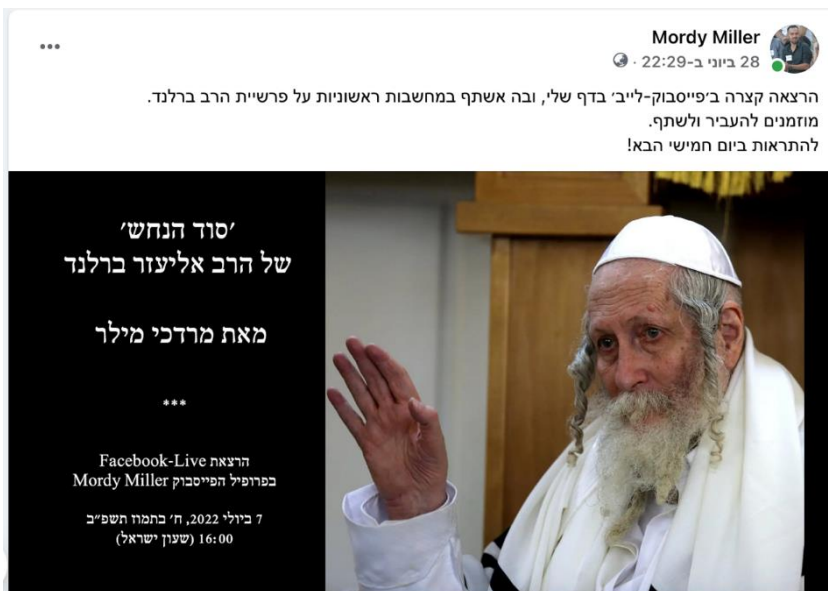 Mordy Miller
28 ביוני ב-22:29 ·
הרצאה קצרה ב׳פייסבוק-לייב׳ בדף שלי, ובה אשתף במחשבות ראשוניות על פרשיית הרב ברלנד.
מוזמנים להעביר ולשתף.
להתראות ביום חמישי הבא!
׳סוד הנחש׳
של הרב אליעזר ברלנד
מאת מרדכי מילר
***
הרצאת Facebook-Live
בפרופיל הפייסבוק Mordy Miller
7 ביולי 2022, ח׳ בתמוז תשפ״ב
16:00 (שעון ישראל)